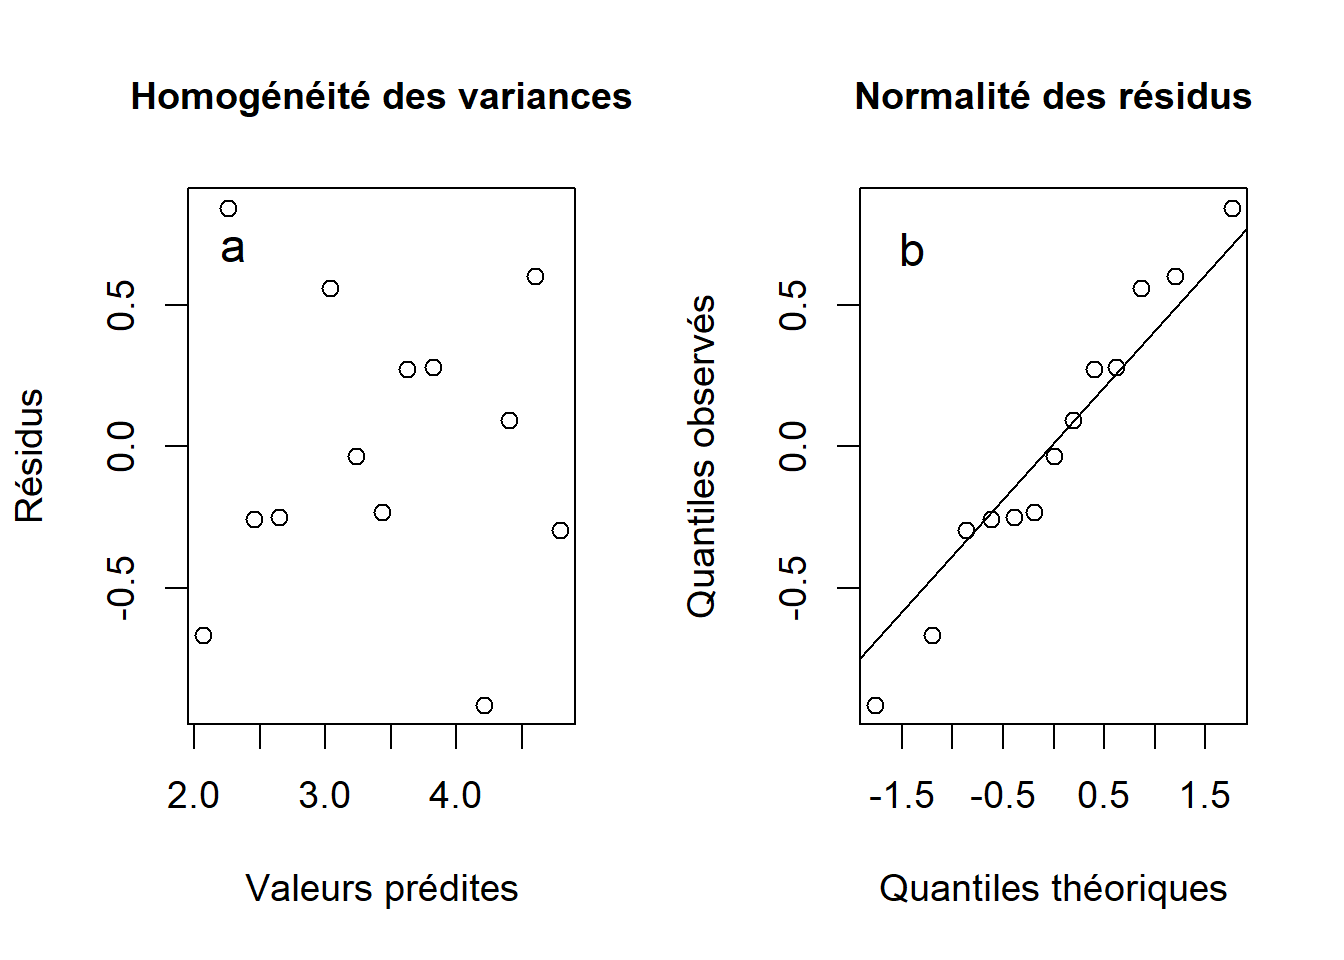 Homogénéité des variances
a
Résidus
0.5
0.0
-0.5
2.0 3.0 4.0
Valeurs prédites
Normalité des résidus
b
Quantiles observés
0.5
0.0
-0.5
-1.5 -0.5 0.5 1.5
Quantiles théoriques